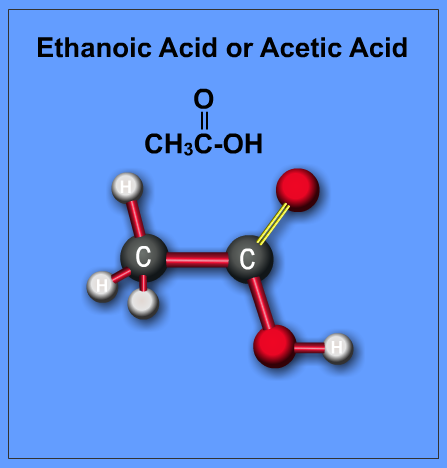 Ethanoic Acid or Acetic Acid
O
||
CH₃C-OH
H
C
C
H
H